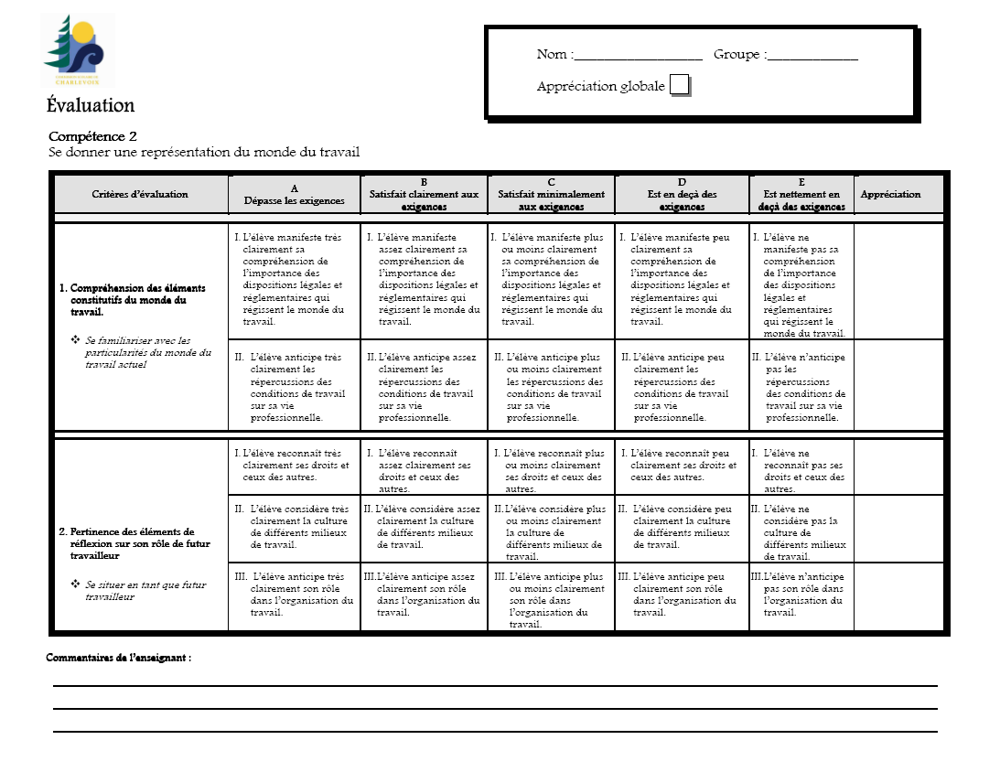 CHARLEVOIX
Nom :_________________ Groupe :____________
Appréciation globale
Évaluation
Compétence 2
Se donner une représentation du monde du travail
Critères d'évaluation
A
Dépasse les exigences
B
Satisfait clairement aux
exigences
C
Satisfait minimalement
aux exigences
D
Est en deçà des
exigences
E
Est nettement en
deçà des exigences
Appréciation
1. Compréhension des éléments
constitutifs du monde du
travail.
❖ Se familiariser avec les
particularités du monde du
travail actuel
I. L'élève manifeste très
clairement sa
compréhension de
l'importance des
dispositions légales et
réglementaires qui
régissent le monde du
travail.
I. L'élève manifeste
assez clairement sa
compréhension de
l'importance des
dispositions légales et
réglementaires qui
régissent le monde du
travail.
I. L'élève manifeste plus
ou moins clairement
sa compréhension de
l'importance des
dispositions légales et
réglementaires qui
régissent le monde du
travail.
I. L'élève manifeste peu
clairement sa
compréhension de
l'importance des
dispositions légales et
réglementaires qui
régissent le monde du
travail.
I. L'élève ne
manifeste pas sa
compréhension
de l'importance
des dispositions
légales et
réglementaires
qui régissent le
monde du travail.
II. L'élève anticipe très
clairement les
répercussions des
conditions de travail
sur sa vie
professionnelle.
II. L'élève anticipe assez
clairement les
répercussions des
conditions de travail
sur sa vie
professionnelle.
II. L'élève anticipe plus
ou moins clairement
les répercussions des
conditions de travail
sur sa vie
professionnelle.
II. L'élève anticipe peu
clairement les
répercussions des
conditions de travail
sur sa vie
professionnelle.
II. L'élève n'anticipe
pas les
répercussions
des conditions de
travail sur sa vie
professionnelle.
2. Pertinence des éléments de
réflexion sur son rôle de futur
travailleur
❖ Se situer en tant que futur
travailleur
I. L'élève reconnaît très
clairement ses droits et
ceux des autres.
I. L'élève reconnaît
assez clairement ses
droits et ceux des
autres.
I. L'élève reconnaît plus
ou moins clairement
ses droits et ceux des
autres.
I. L'élève reconnaît peu
clairement ses droits et
ceux des autres.
I. L'élève ne
reconnaît pas ses
droits et ceux des
autres.
II. L'élève considère très
clairement la culture
de différents milieux
de travail.
II. L'élève considère assez
clairement la culture
de différents milieux
de travail.
II. L'élève considère plus
ou moins clairement
la culture de
différents milieux de
travail.
II. L'élève considère peu
clairement la culture
de différents milieux
de travail.
II. L'élève ne
considère pas la
culture de
différents milieux
de travail.
III. L'élève anticipe très
clairement son rôle
dans l'organisation du
travail.
III. L'élève anticipe assez
clairement son rôle
dans l'organisation du
travail.
III. L'élève anticipe plus
ou moins clairement
son rôle dans
l'organisation du
travail.
III. L'élève anticipe peu
clairement son rôle
dans l'organisation du
travail.
III. L'élève n'anticipe
pas son rôle dans
l'organisation du
travail.
Commentaires de l'enseignant :